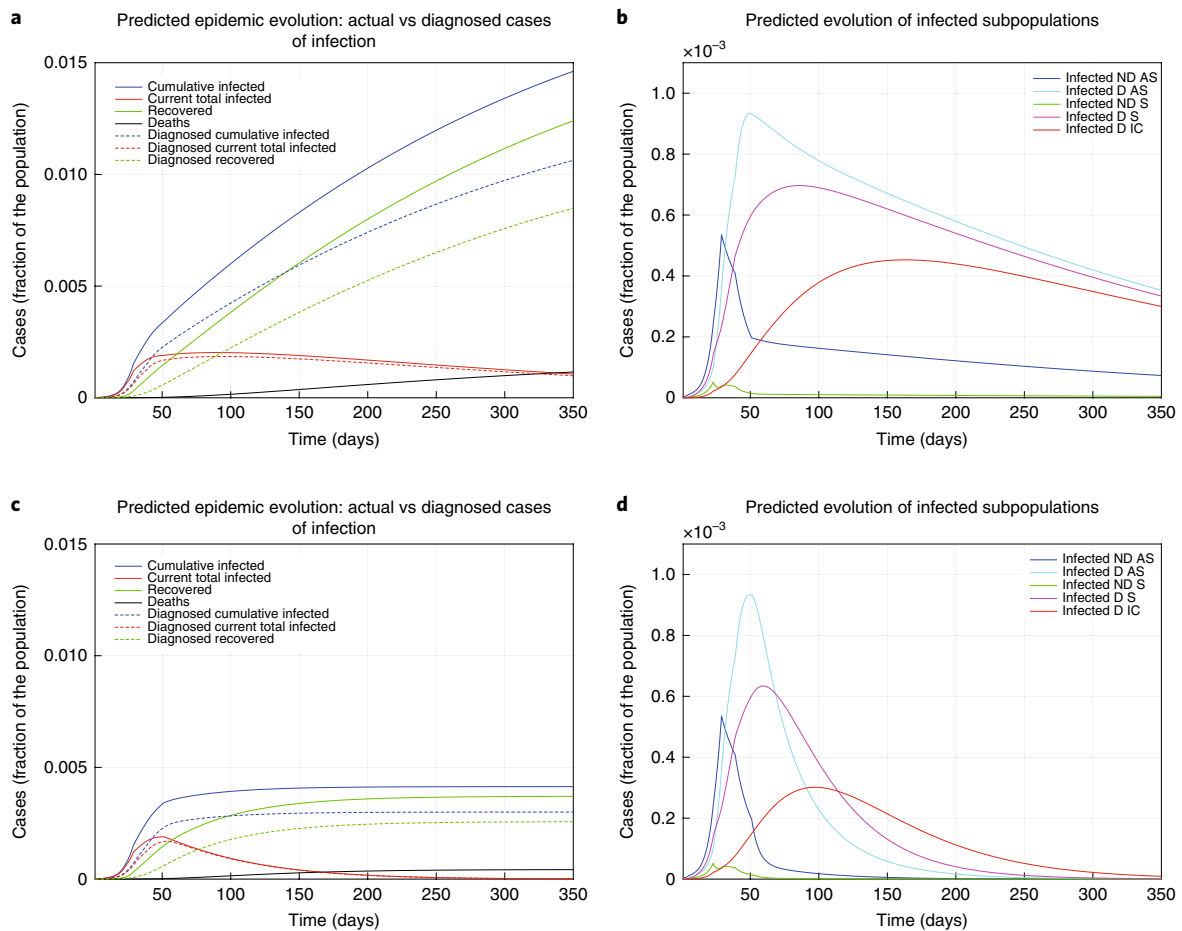 a
Predicted epidemic evolution: actual vs diagnosed cases
of infection
0.015
0.010
0.005
0
Cases (fraction of the population)
Cumulative infected
Current total infected
Recovered
Deaths
Diagnosed cumulative infected
Diagnosed current total infected
Diagnosed recovered
50 100 150 200 250 300 350
Time (days)
b
Predicted evolution of infected subpopulations
×10⁻³
1.0
0.8
0.6
0.4
0.2
0
Cases (fraction of the population)
Infected ND AS
Infected D AS
Infected ND S
Infected D S
Infected D IC
50 100 150 200 250 300 350
Time (days)
c
Predicted epidemic evolution: actual vs diagnosed cases
of infection
0.015
0.010
0.005
0
Cases (fraction of the population)
Cumulative infected
Current total infected
Recovered
Deaths
Diagnosed cumulative infected
Diagnosed current total infected
Diagnosed recovered
50 100 150 200 250 300 350
Time (days)
d
Predicted evolution of infected subpopulations
×10⁻³
1.0
0.8
0.6
0.4
0.2
0
Cases (fraction of the population)
Infected ND AS
Infected D AS
Infected ND S
Infected D S
Infected D IC
50 100 150 200 250 300 350
Time (days)